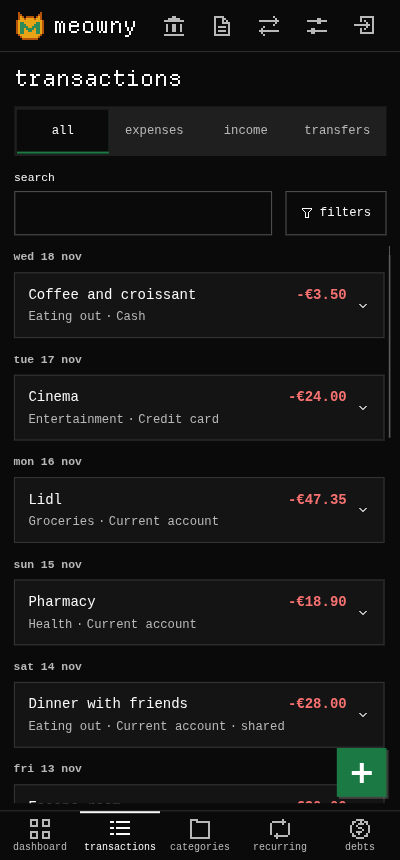 meowny
transactions
all expenses income transfers
search
filters
wed 18 nov
Coffee and croissant -€3.50
Eating out · Cash
tue 17 nov
Cinema -€24.00
Entertainment · Credit card
mon 16 nov
Lidl -€47.35
Groceries · Current account
sun 15 nov
Pharmacy -€18.90
Health · Current account
sat 14 nov
Dinner with friends -€28.00
Eating out · Current account · shared
fri 13 nov
dashboard transactions categories recurring debts